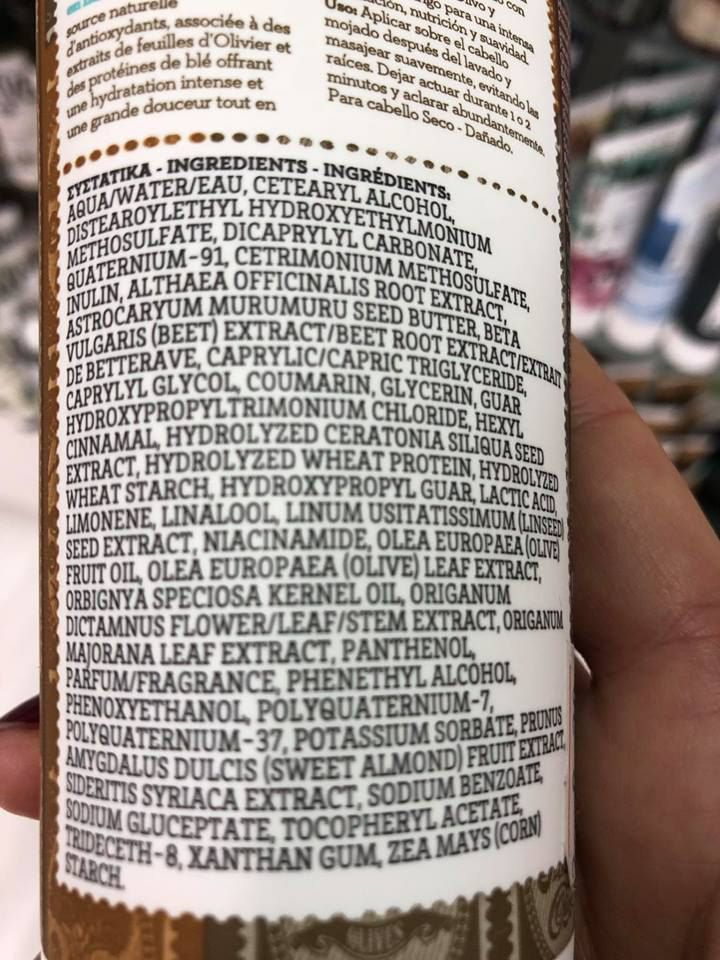 source naturelle
d'antioxydants, associée à des
extraits de feuilles d'Olivier et
des protéines de blé offrant
une hydratation intense et
une grande douceur tout en
para una intensa
nutrición y suavidad.
Uso: Aplicar sobre el cabello
mojado después del lavado y
masajear suavemente, evitando las
raíces. Dejar actuar durante 1 o 2
minutos y aclarar abundantemente.
Para cabello Seco - Dañado.
ΣΥΣΤΑΤΙΚΑ - INGREDIENTS - INGRÉDIENTS:
AQUA/WATER/EAU, CETEARYL ALCOHOL,
DISTEAROYLETHYL HYDROXYETHYLMONIUM
METHOSULFATE, DICAPRYLYL CARBONATE,
QUATERNIUM-91, CETRIMONIUM METHOSULFATE,
INULIN, ALTHAEA OFFICINALIS ROOT EXTRACT,
ASTROCARYUM MURUMURU SEED BUTTER, BETA
VULGARIS (BEET) EXTRACT/BEET ROOT EXTRACT/EXTRAIT
DE BETTERAVE, CAPRYLIC/CAPRIC TRIGLYCERIDE,
CAPRYLYL GLYCOL, COUMARIN, GLYCERIN, GUAR
HYDROXYPROPYLTRIMONIUM CHLORIDE, HEXYL
CINNAMAL, HYDROLYZED CERATONIA SILIQUA SEED
EXTRACT, HYDROLYZED WHEAT PROTEIN, HYDROLYZED
WHEAT STARCH, HYDROXYPROPYL GUAR, LACTIC ACID,
LIMONENE, LINALOOL, LINUM USITATISSIMUM (LINSEED)
SEED EXTRACT, NIACINAMIDE, OLEA EUROPAEA (OLIVE)
FRUIT OIL, OLEA EUROPAEA (OLIVE) LEAF EXTRACT,
ORBIGNYA SPECIOSA KERNEL OIL, ORIGANUM
DICTAMNUS FLOWER/LEAF/STEM EXTRACT, ORIGANUM
MAJORANA LEAF EXTRACT, PANTHENOL,
PARFUM/FRAGRANCE, PHENETHYL ALCOHOL,
PHENOXYETHANOL, POLYQUATERNIUM-7,
POLYQUATERNIUM-37, POTASSIUM SORBATE, PRUNUS
AMYGDALUS DULCIS (SWEET ALMOND) FRUIT EXTRACT,
SIDERITIS SYRIACA EXTRACT, SODIUM BENZOATE,
SODIUM GLUCEPTATE, TOCOPHERYL ACETATE,
TRIDECETH-8, XANTHAN GUM, ZEA MAYS (CORN)
STARCH.